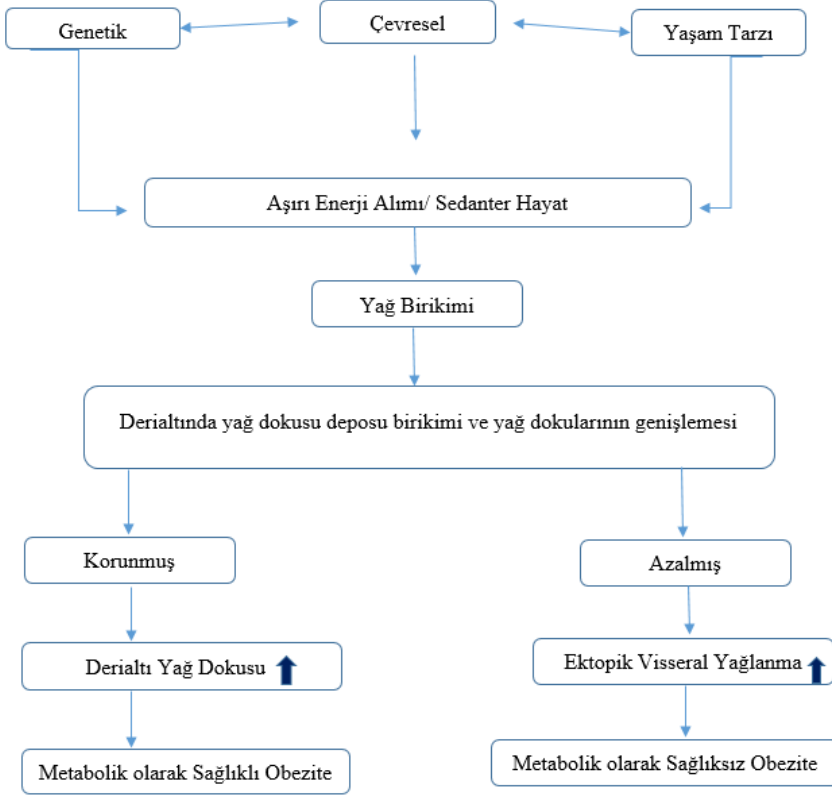 Genetik
Çevresel
Yaşam Tarzı
Aşırı Enerji Alımı/ Sedanter Hayat
Yağ Birikimi
Derialtında yağ dokusu deposu birikimi ve yağ dokularının genişlemesi
Korunmuş
Azalmış
Derialtı Yağ Dokusu
Ektopik Visseral Yağlanma
Metabolik olarak Sağlıklı Obezite
Metabolik olarak Sağlıksız Obezite